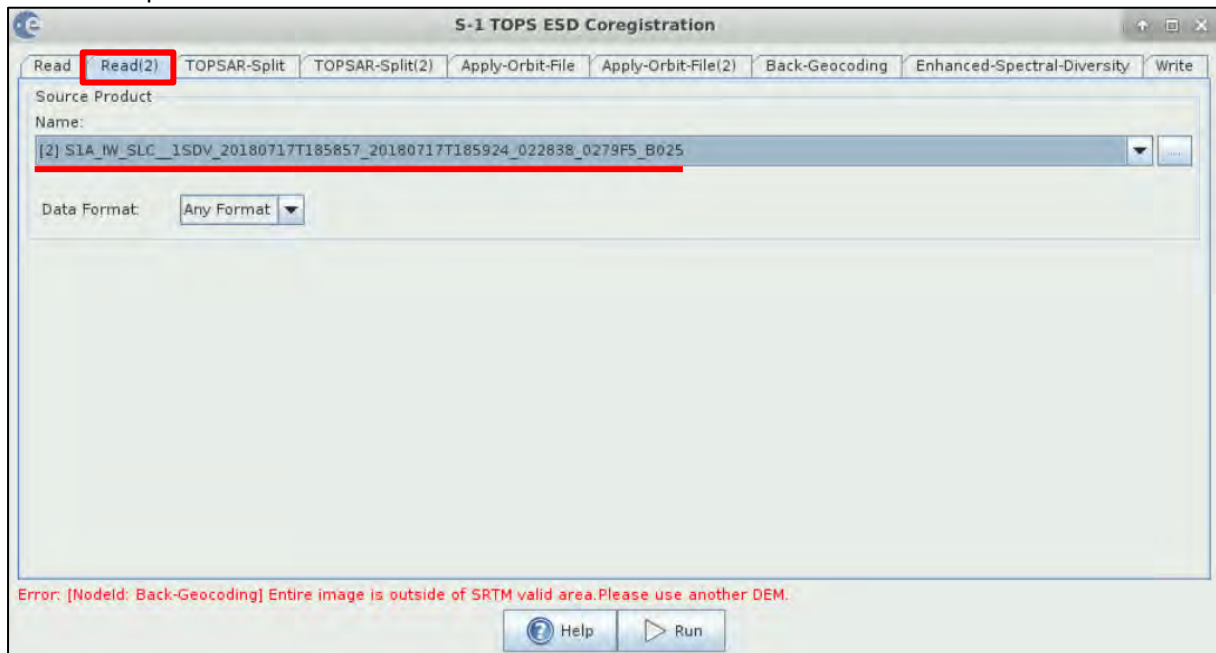 S-1 TOPS ESD Coregistration
Read Read(2) TOPSAR-Split TOPSAR-Split(2) Apply-Orbit-File Apply-Orbit-File(2) Back-Geocoding Enhanced-Spectral-Diversity Write
Source Product
Name:
[2] S1A_IW_SLC__1SDV_20180717T185857_20180717T185924_022838_0279F5_B025
Data Format: Any Format
Error: [NodeId: Back-Geocoding] Entire image is outside of SRTM valid area.Please use another DEM.
Help Run